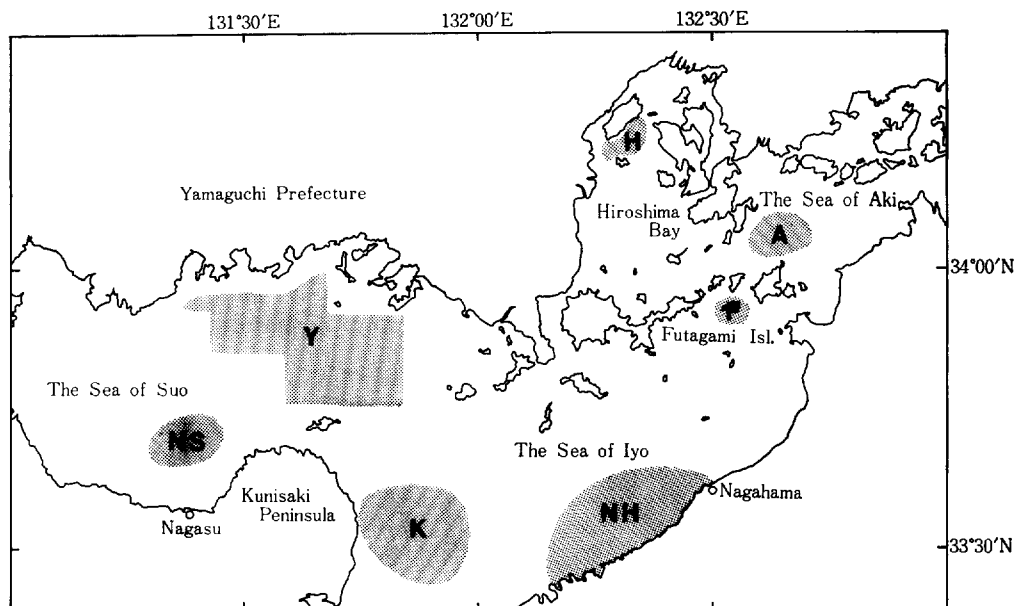 131°30′E 132°00′E 132°30′E
H
Yamaguchi Prefecture
The Sea of Aki
Hiroshima
Bay
A
34°00′N
Y
Futagami Isl.
The Sea of Suo
NS
The Sea of Iyo
Kunisaki
Peninsula
Nagahama
Nagasu
K
NH
33°30′N